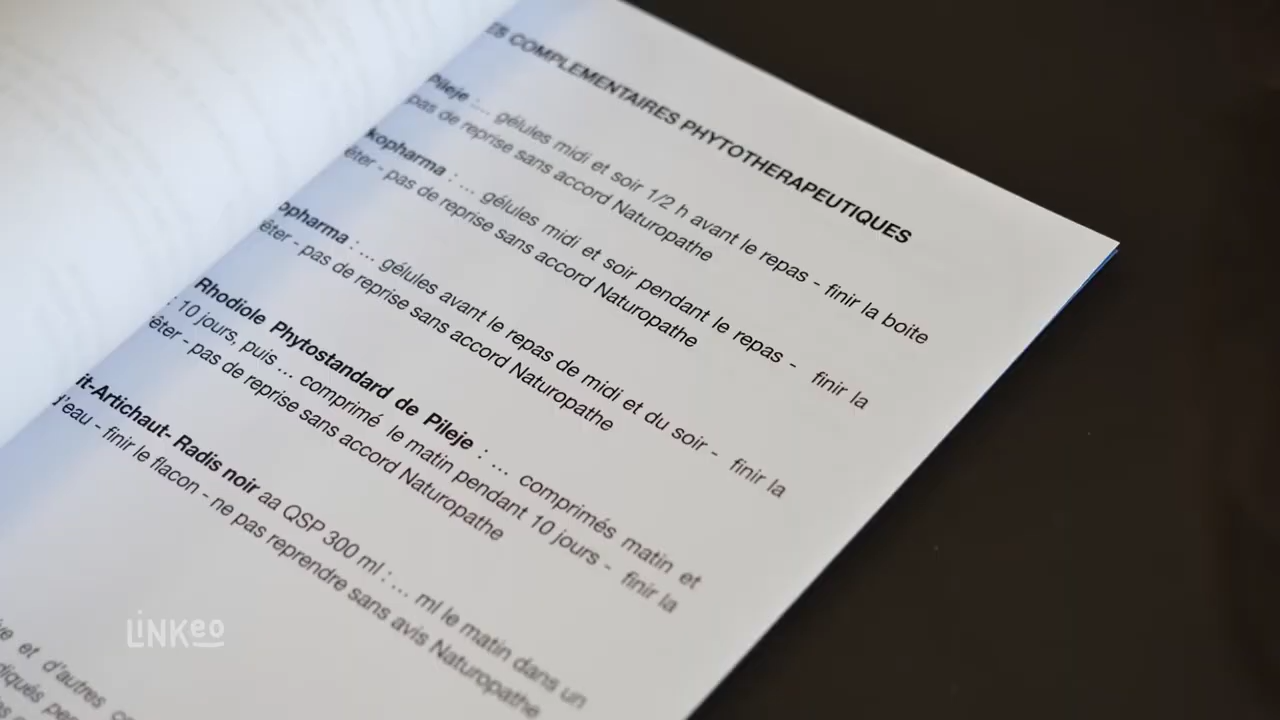 ES COMPLEMENTAIRES PHYTOTHERAPEUTIQUES
Pileje :... gélules midi et soir 1/2 h avant le repas - finir la boite
pas de reprise sans accord Naturopathe
kopharma : ... gélules midi et soir pendant le repas - finir la
êter - pas de reprise sans accord Naturopathe
opharma : ... gélules avant le repas de midi et du soir - finir la
êter - pas de reprise sans accord Naturopathe
Rhodiole Phytostandard de Pileje : ... comprimés matin et
: 10 jours, puis ... comprimé le matin pendant 10 jours - finir la
êter - pas de reprise sans accord Naturopathe
it-Artichaut- Radis noir aa QSP 300 ml : ... ml le matin dans un
d'eau - finir le flacon - ne pas reprendre sans avis Naturopathe
ve et d'autres
diqués
LINKeo